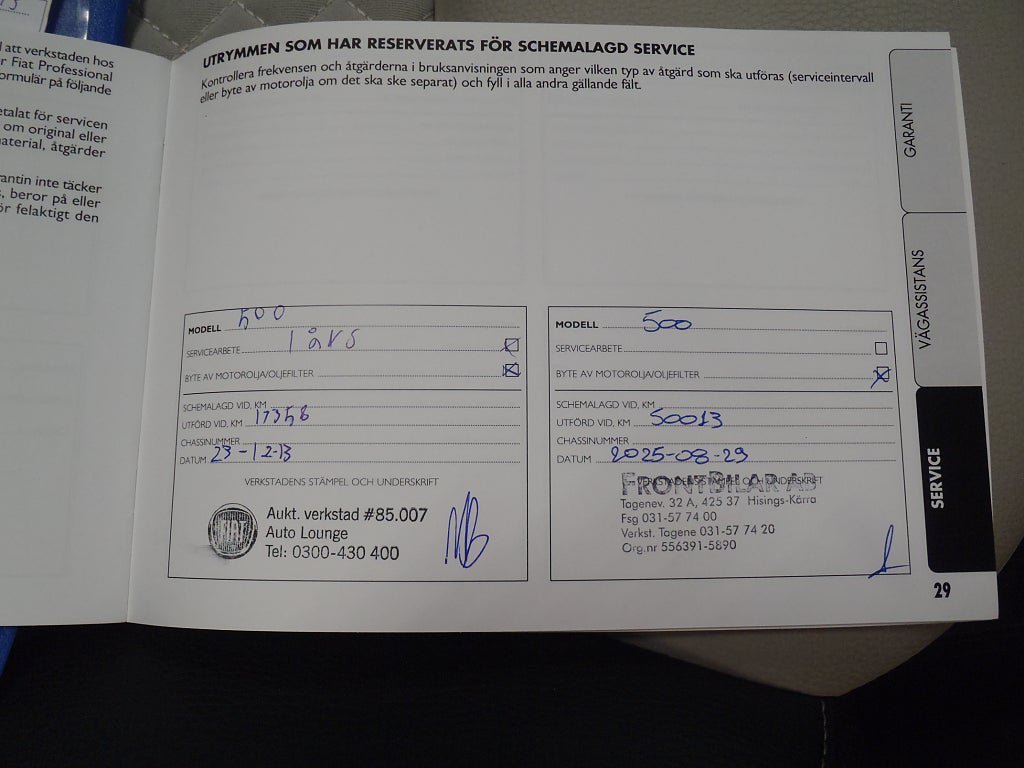 l att verkstaden hos
r Fiat Professional
ormulär på följande
etalat för servicen
om original eller
naterial, åtgärder
rantin inte täcker
s, beror på eller
ör felaktigt den
UTRYMMEN SOM HAR RESERVERATS FÖR SCHEMALAGD SERVICE
Kontrollera frekvensen och åtgärderna i bruksanvisningen som anger vilken typ av åtgärd som ska utföras (serviceintervall
eller byte av motorolja om det ska ske separat) och fyll i alla andra gällande fält.
MODELL 500
SERVICEARBETE 1 års
BYTE AV MOTOROLJA/OLJEFILTER
SCHEMALAGD VID, KM
UTFÖRD VID, KM 17358
CHASSINUMMER
DATUM 23-12-13
VERKSTADENS STÄMPEL OCH UNDERSKRIFT
FIAT
Aukt. verkstad #85.007
Auto Lounge
Tel: 0300-430 400
MODELL 500
SERVICEARBETE
BYTE AV MOTOROLJA/OLJEFILTER
SCHEMALAGD VID, KM
UTFÖRD VID, KM 50013
CHASSINUMMER
DATUM 2025-08-29
VERKSTADENS STÄMPEL OCH UNDERSKRIFT
FRONTBILAR AB
Tagenev. 32 A, 425 37 Hisings-Kärra
Fsg 031-57 74 00
Verkst. Tagene 031-57 74 20
Org.nr 556391-5890
GARANTI
VÄGASSISTANS
SERVICE
29